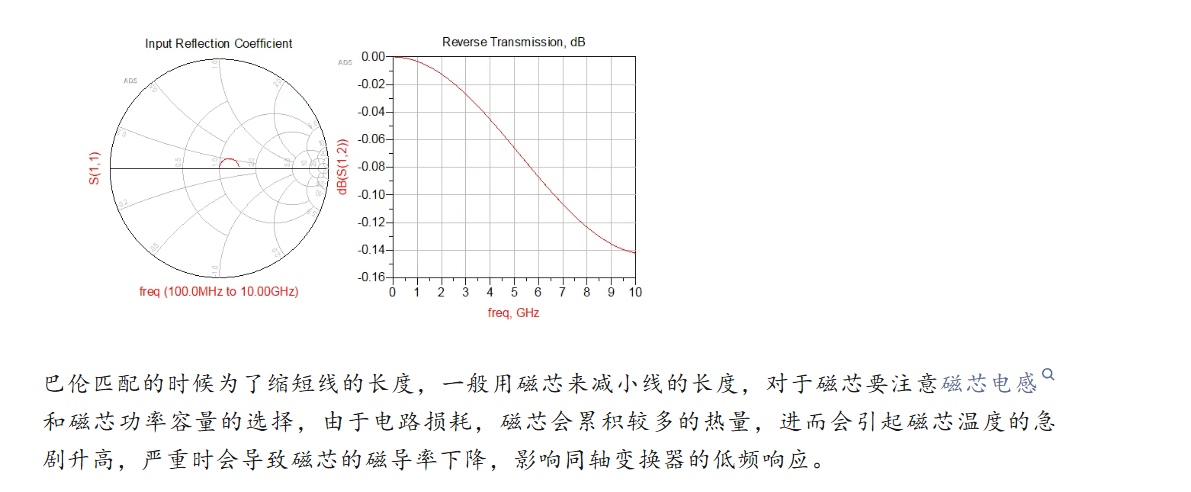 Input Reflection Coefficient
Reverse Transmission, dB
ADS
ADS
S(1,1)
freq (100.0MHz to 10.00GHz)
dB(S(1,2))
0.00
-0.02
-0.04
-0.06
-0.08
-0.10
-0.12
-0.14
-0.16
0 1 2 3 4 5 6 7 8 9 10
freq, GHz
巴伦匹配的时候为了缩短线的长度，一般用磁芯来减小线的长度，对于磁芯要注意磁芯电感
和磁芯功率容量的选择，由于电路损耗，磁芯会累积较多的热量，进而会引起磁芯温度的急
剧升高，严重时会导致磁芯的磁导率下降，影响同轴变换器的低频响应。